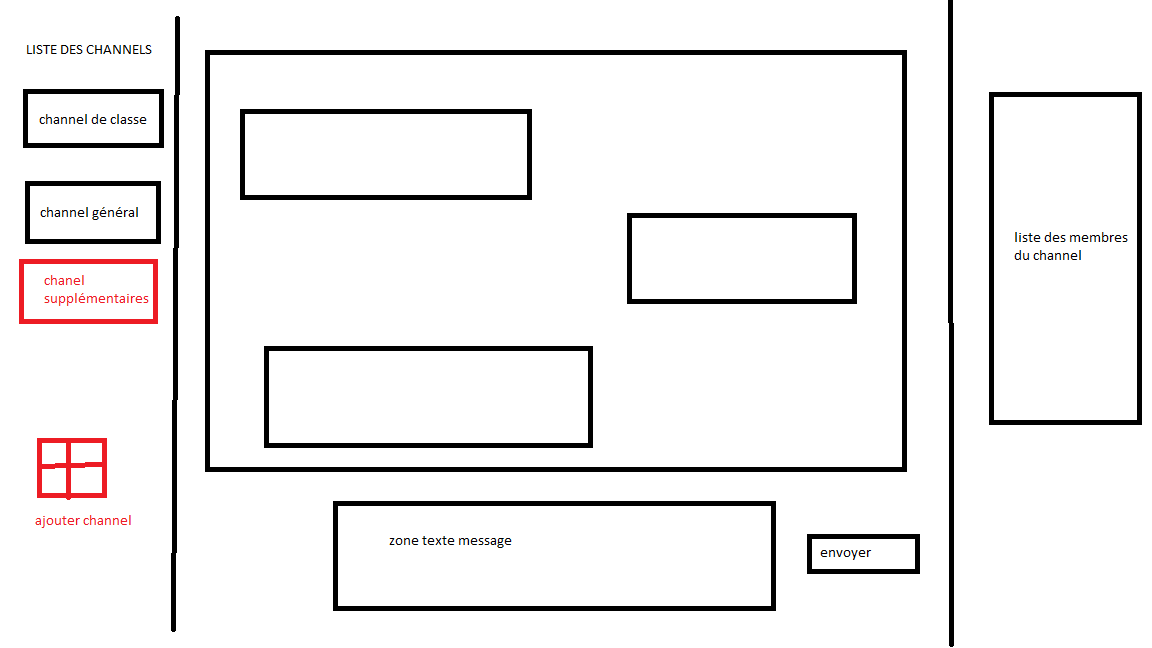 LISTE DES CHANNELS
channel de classe
channel général
chanel
supplémentaires
ajouter channel
zone texte message
envoyer
liste des membres
du channel